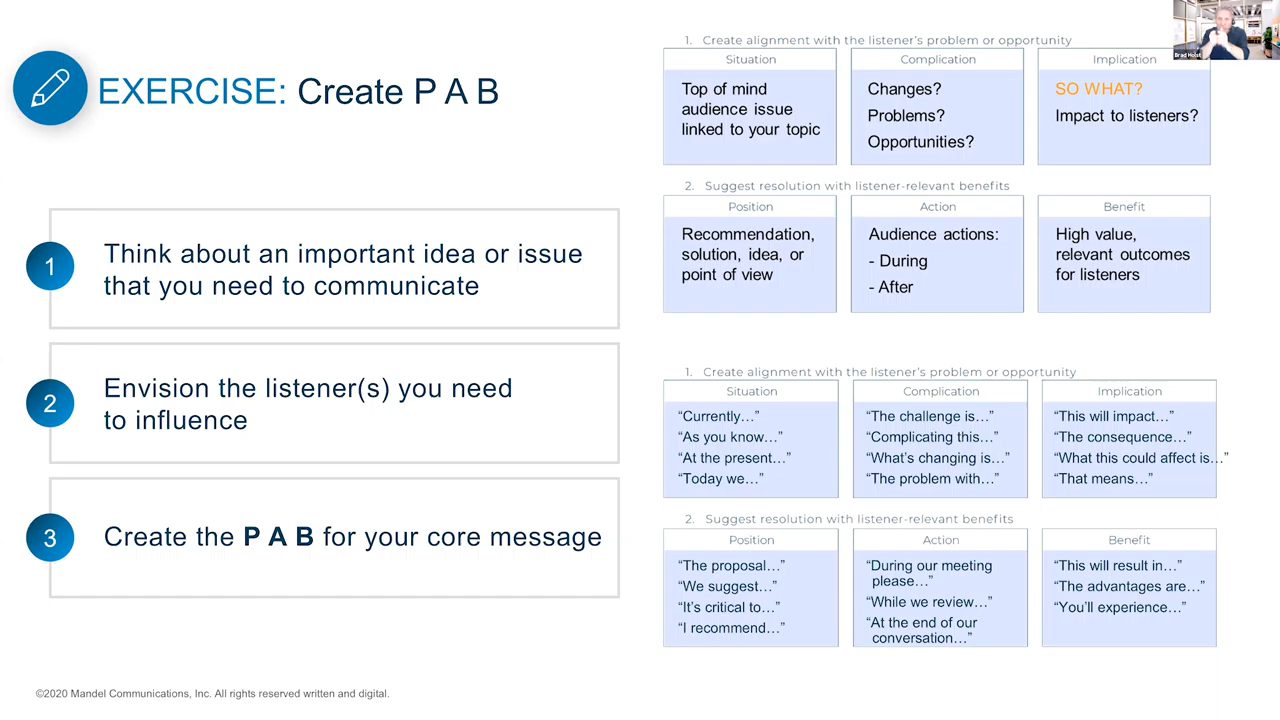 EXERCISE: Create P A B
1
Think about an important idea or issue
that you need to communicate
2
Envision the listener(s) you need
to influence
3
Create the P A B for your core message
1. Create alignment with the listener's problem or opportunity
Situation
Top of mind
audience issue
linked to your topic
Complication
Changes?
Problems?
Opportunities?
Implication
SO WHAT?
Impact to listeners?
2. Suggest resolution with listener-relevant benefits
Position
Recommendation,
solution, idea, or
point of view
Action
Audience actions:
- During
- After
Benefit
High value,
relevant outcomes
for listeners
1. Create alignment with the listener's problem or opportunity
Situation
“Currently…”
“As you know…”
“At the present…”
“Today we…”
Complication
“The challenge is…”
“Complicating this…”
“What's changing is…”
“The problem with…”
Implication
“This will impact…”
“The consequence…”
“What this could affect is…”
“That means…”
2. Suggest resolution with listener-relevant benefits
Position
“The proposal…”
“We suggest…”
“It's critical to…”
“I recommend…”
Action
“During our meeting
please…”
“While we review…”
“At the end of our
conversation…”
Benefit
“This will result in…”
“The advantages are…”
“You'll experience…”
Brad Holst
©2020 Mandel Communications, Inc. All rights reserved written and digital.